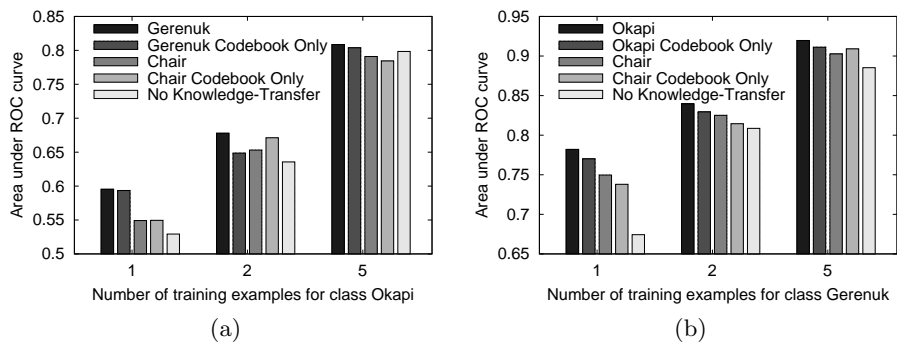 0.85
0.8
0.75
0.7
0.65
0.6
0.55
0.5
Area under ROC curve
Gerenuk
Gerenuk Codebook Only
Chair
Chair Codebook Only
No Knowledge-Transfer
1 2 5
Number of training examples for class Okapi
(a)
0.95
0.9
0.85
0.8
0.75
0.7
0.65
Area under ROC curve
Okapi
Okapi Codebook Only
Chair
Chair Codebook Only
No Knowledge-Transfer
1 2 5
Number of training examples for class Gerenuk
(b)